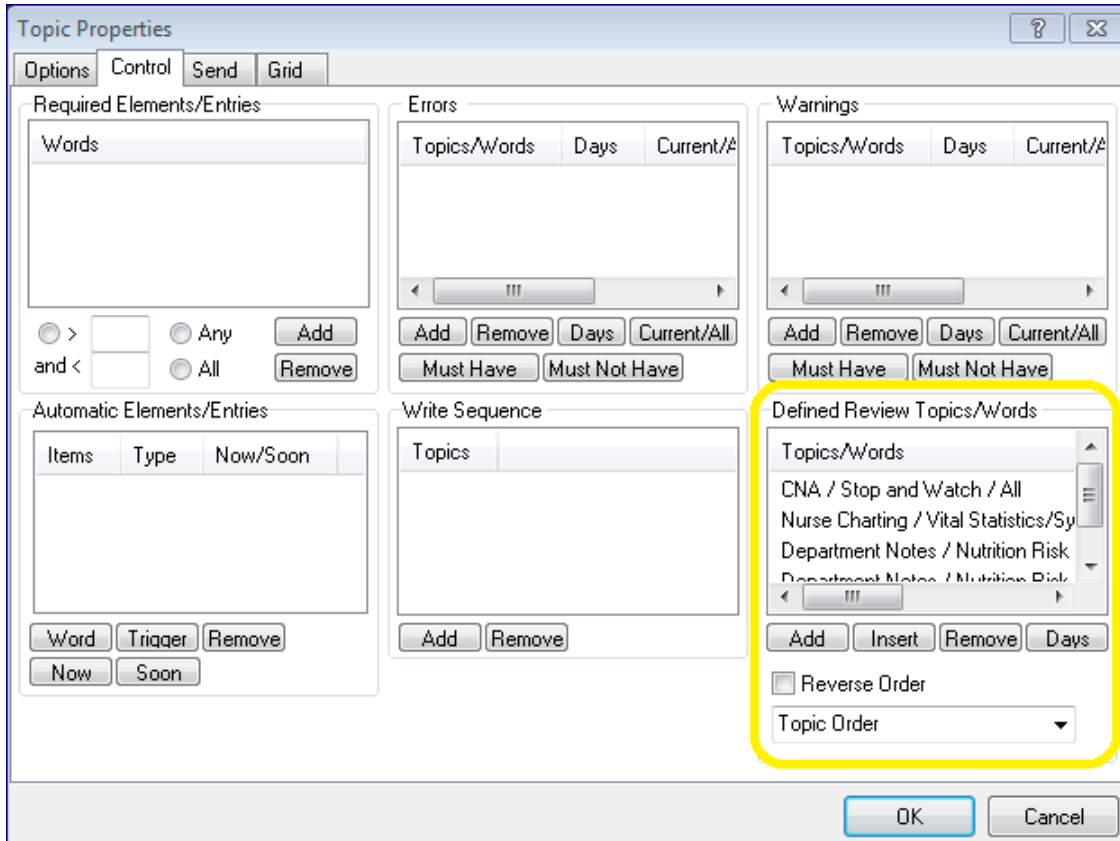 Topic Properties
Options Control Send Grid
Required Elements/Entries
Words
> Any Add
and < All Remove
Errors
Topics/Words Days Current/A
Add Remove Days Current/All
Must Have Must Not Have
Warnings
Topics/Words Days Current/A
Add Remove Days Current/All
Must Have Must Not Have
Automatic Elements/Entries
Items Type Now/Soon
Word Trigger Remove
Now Soon
Write Sequence
Topics
Add Remove
Defined Review Topics/Words
Topics/Words
CNA / Stop and Watch / All
Nurse Charting / Vital Statistics/Sy
Department Notes / Nutrition Risk
Department Notes / Nutrition Risk
Add Insert Remove Days
Reverse Order
Topic Order
OK Cancel